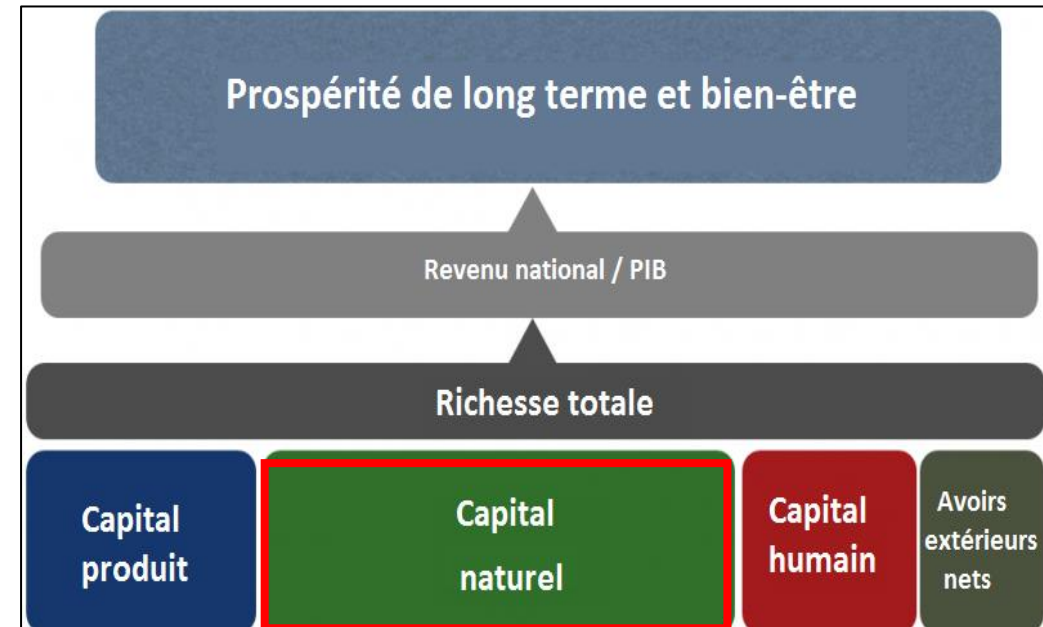 Prospérité de long terme et bien-être
Revenu national / PIB
Richesse totale
Capital
produit
Capital
naturel
Capital
humain
Avoirs
extérieurs
nets